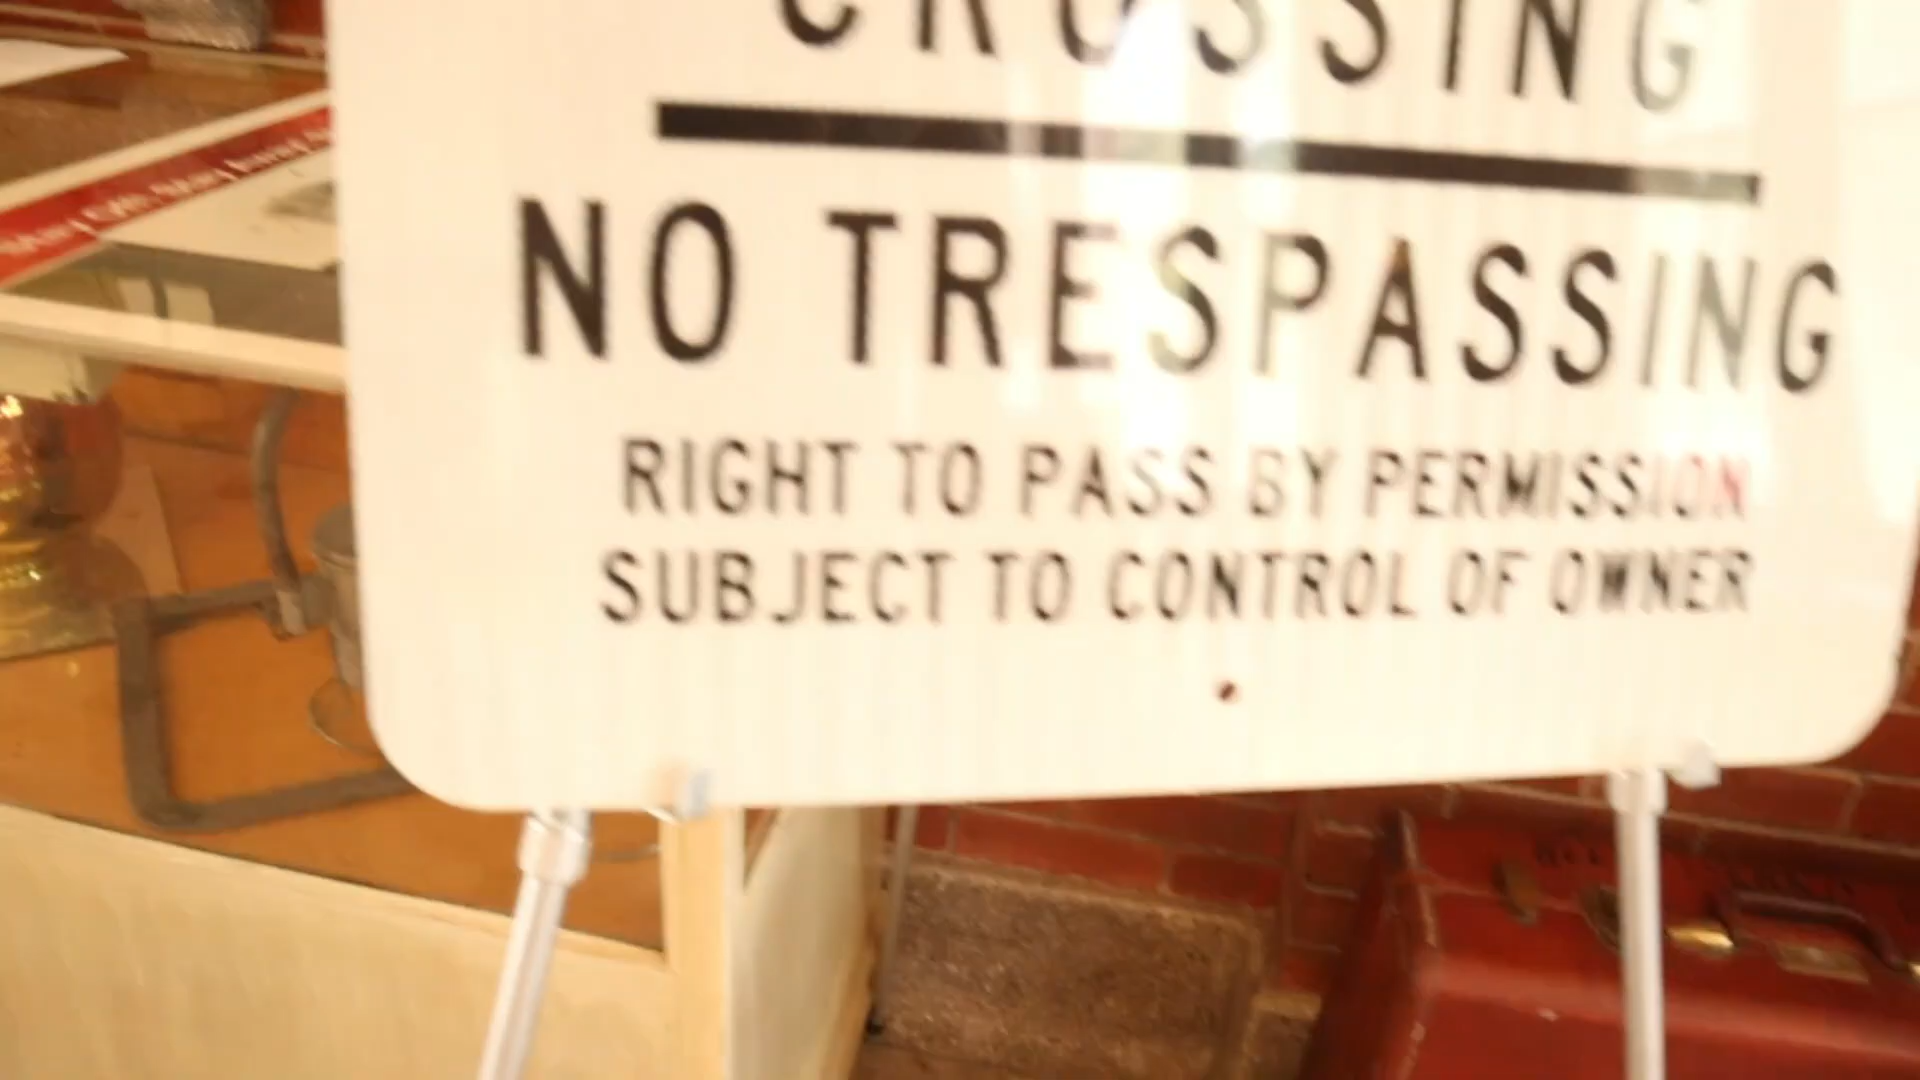 CROSSING
NO TRESPASSING
RIGHT TO PASS BY PERMISSION
SUBJECT TO CONTROL OF OWNER